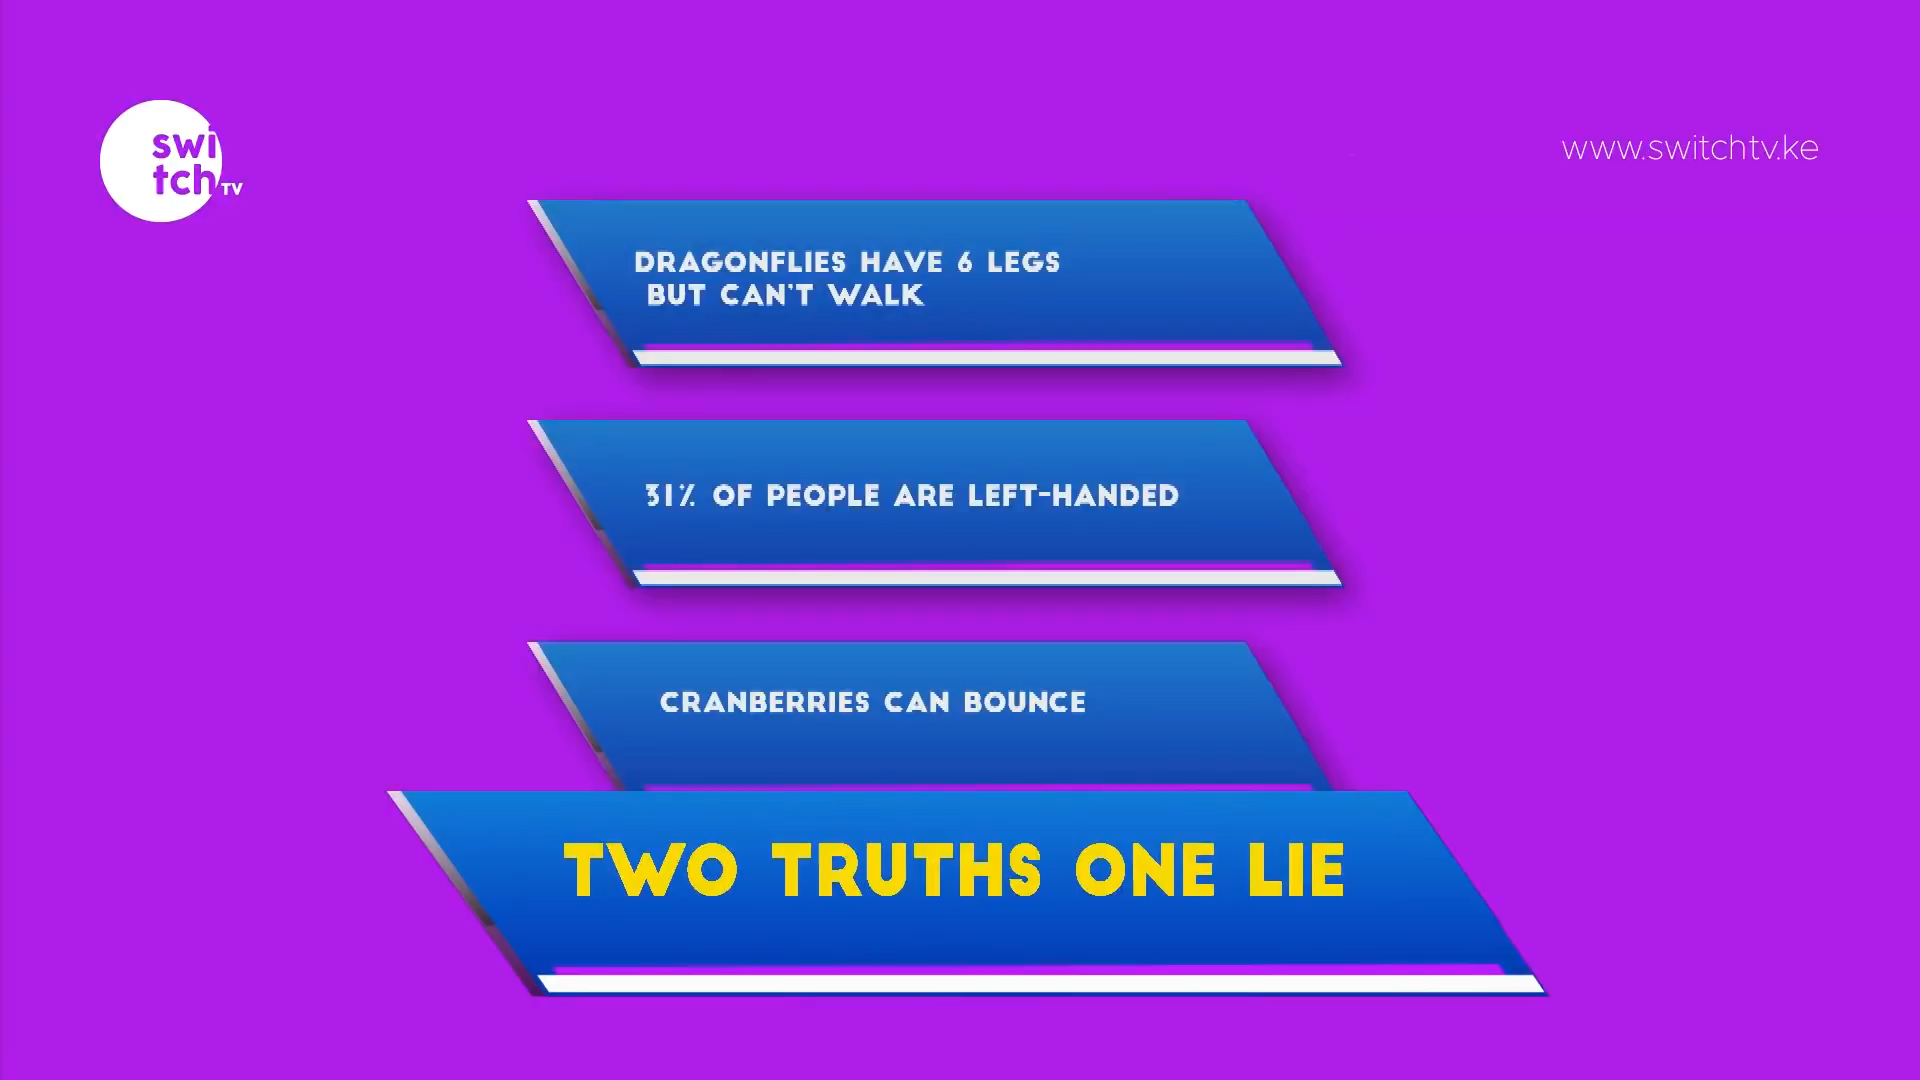 swi
tch TV
www.switchtv.ke
DRAGONFLIES HAVE 6 LEGS
BUT CAN'T WALK
31% OF PEOPLE ARE LEFT-HANDED
CRANBERRIES CAN BOUNCE
TWO TRUTHS ONE LIE